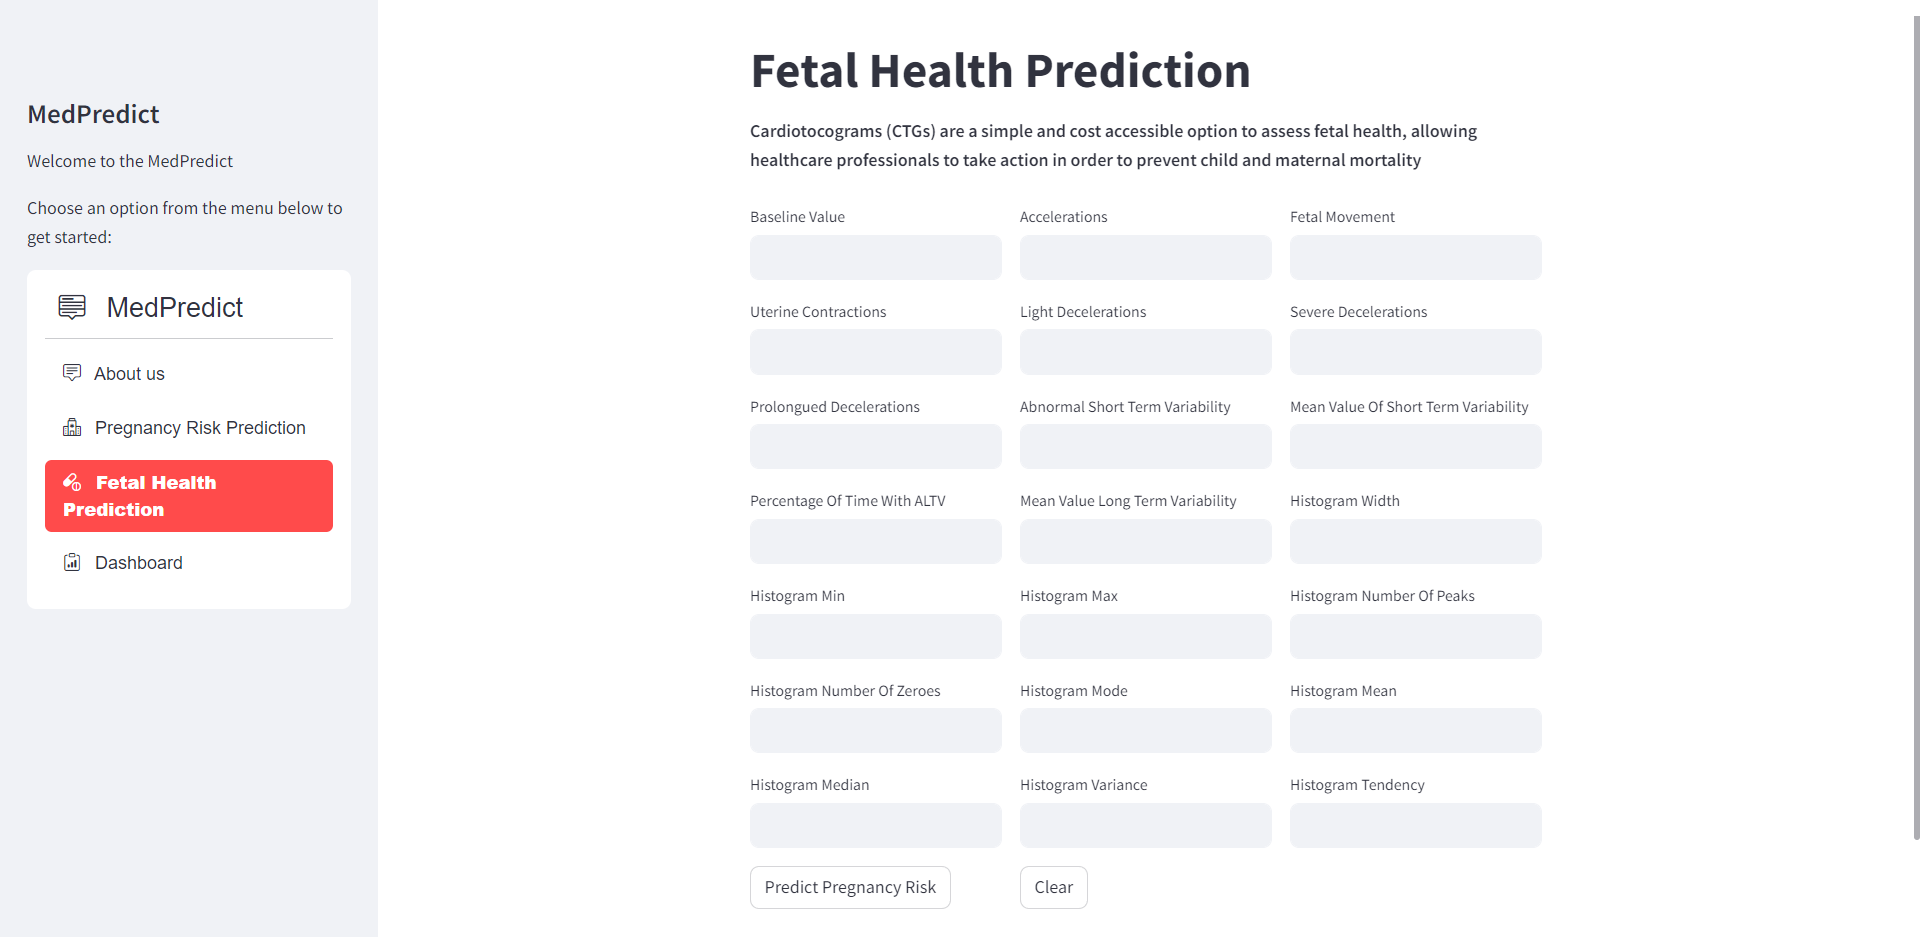 MedPredict
Welcome to the MedPredict
Choose an option from the menu below to
get started:
MedPredict
About us
Pregnancy Risk Prediction
Fetal Health
Prediction
Dashboard
Fetal Health Prediction
Cardiotocograms (CTGs) are a simple and cost accessible option to assess fetal health, allowing
healthcare professionals to take action in order to prevent child and maternal mortality
Baseline Value
Accelerations
Fetal Movement
Uterine Contractions
Light Decelerations
Severe Decelerations
Prolongued Decelerations
Abnormal Short Term Variability
Mean Value Of Short Term Variability
Percentage Of Time With ALTV
Mean Value Long Term Variability
Histogram Width
Histogram Min
Histogram Max
Histogram Number Of Peaks
Histogram Number Of Zeroes
Histogram Mode
Histogram Mean
Histogram Median
Histogram Variance
Histogram Tendency
Predict Pregnancy Risk
Clear